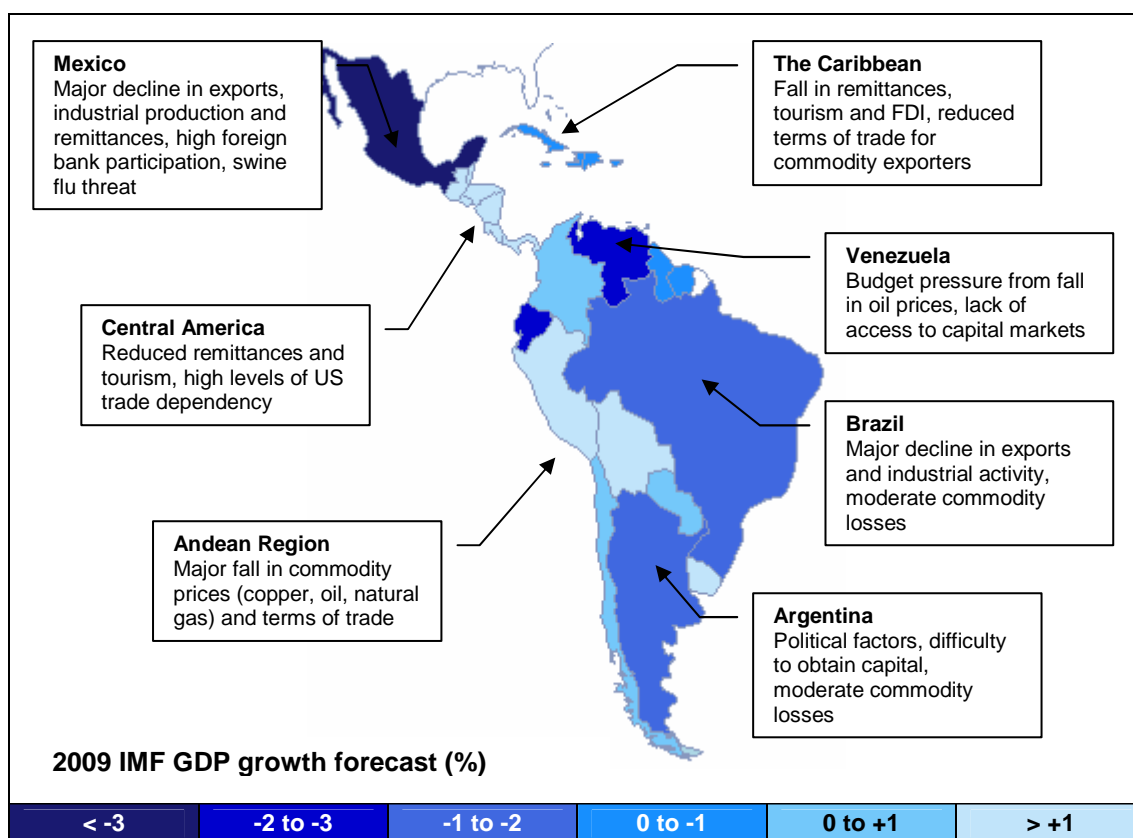 Mexico
Major decline in exports,
industrial production and
remittances, high foreign
bank participation, swine
flu threat
The Caribbean
Fall in remittances,
tourism and FDI, reduced
terms of trade for
commodity exporters
Venezuela
Budget pressure from fall
in oil prices, lack of
access to capital markets
Central America
Reduced remittances and
tourism, high levels of US
trade dependency
Brazil
Major decline in exports
and industrial activity,
moderate commodity
losses
Andean Region
Major fall in commodity
prices (copper, oil, natural
gas) and terms of trade
Argentina
Political factors, difficulty
to obtain capital,
moderate commodity
losses
2009 IMF GDP growth forecast (%)
< -3 -2 to -3 -1 to -2 0 to -1 0 to +1 > +1